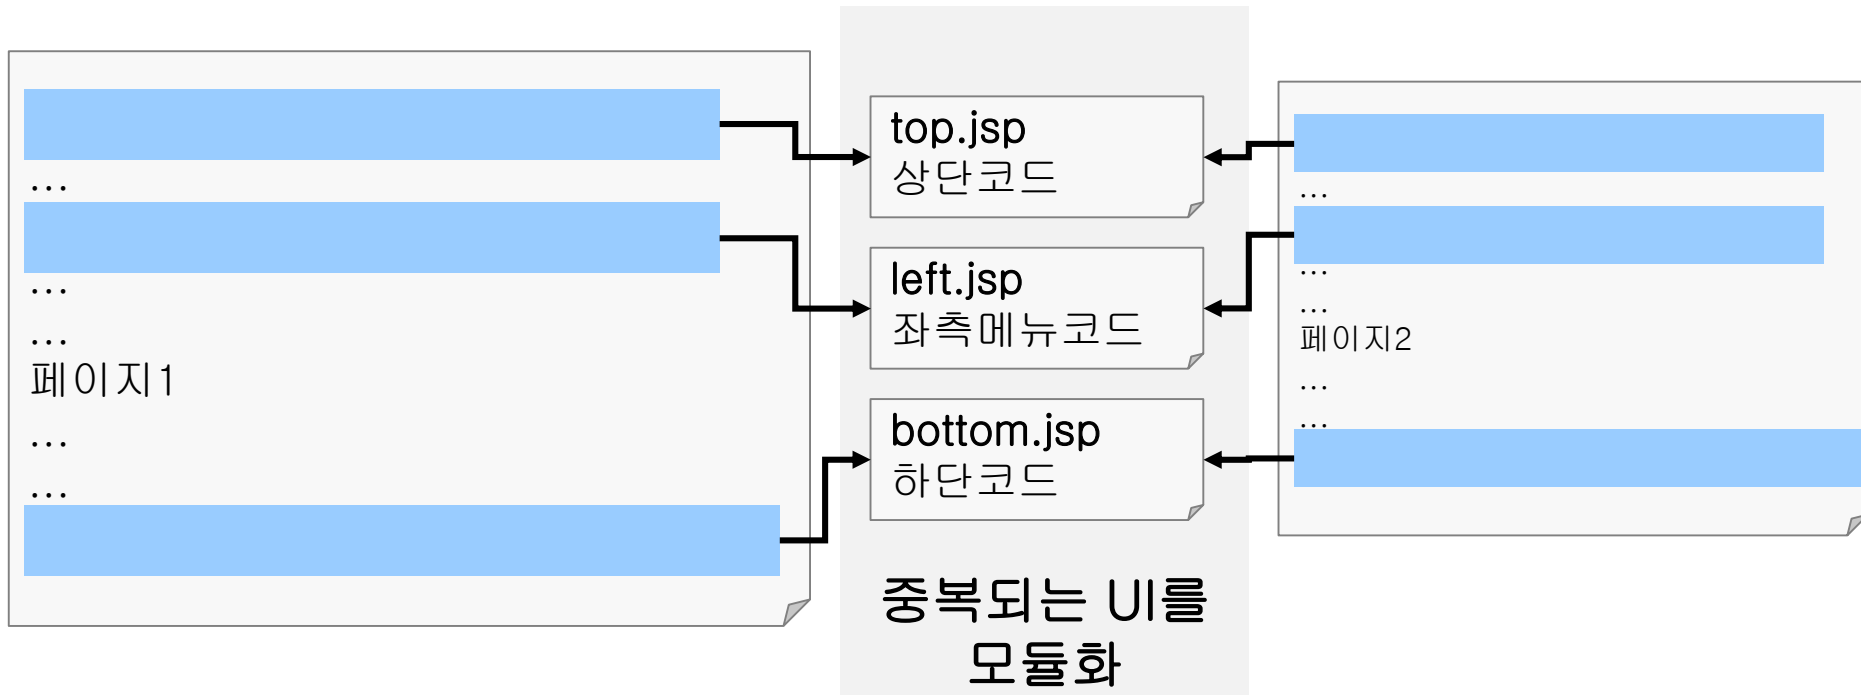 …
…
…
페이지1
…
…
top.jsp
상단코드
left.jsp
좌측메뉴코드
bottom.jsp
하단코드
중복되는 UI를
모듈화
…
…
…
페이지2
…
…